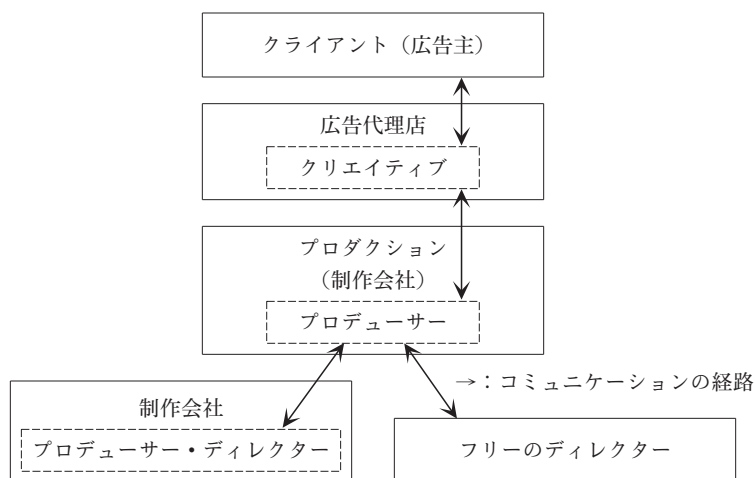 クライアント（広告主）
広告代理店
クリエイティブ
プロダクション
（制作会社）
プロデューサー
→：コミュニケーションの経路
制作会社
プロデューサー・ディレクター
フリーのディレクター